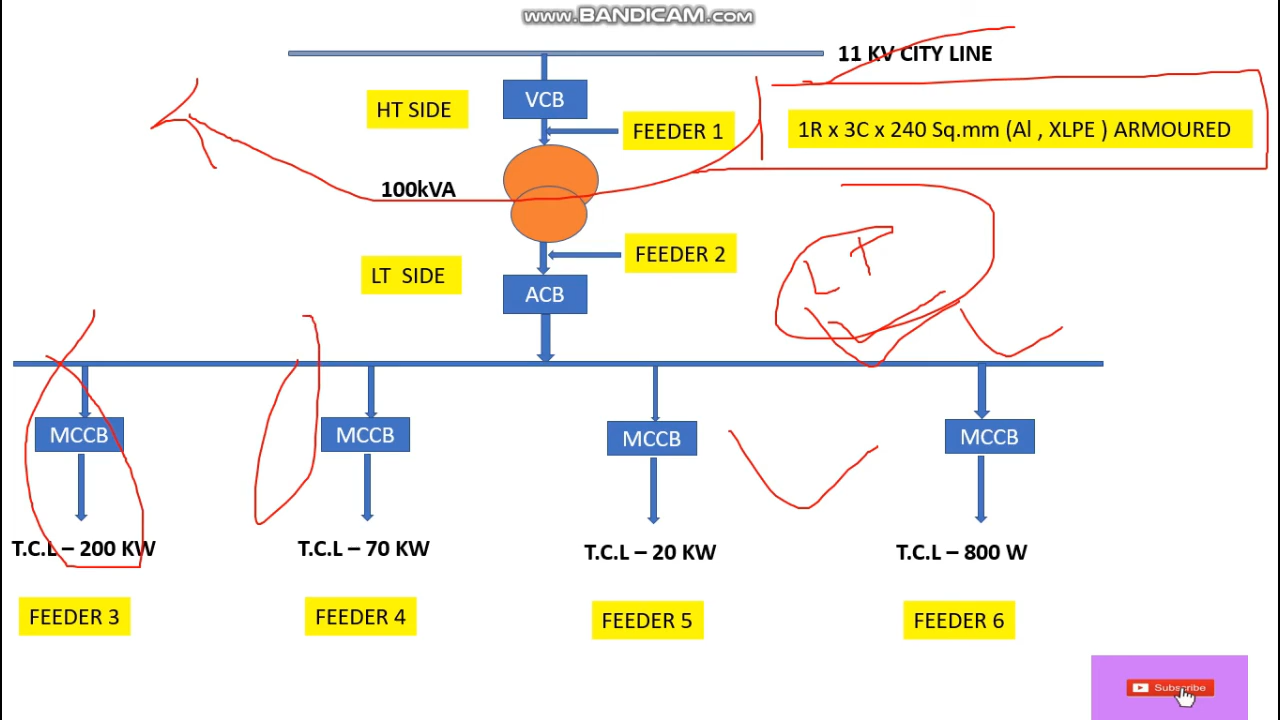 WWW.BANDICAM.COM
11 KV CITY LINE
VCB
HT SIDE
FEEDER 1
1R x 3C x 240 Sq.mm (Al , XLPE ) ARMOURED
100kVA
LT
FEEDER 2
LT SIDE
ACB
MCCB
MCCB
MCCB
MCCB
T.C.L – 200 KW
T.C.L – 70 KW
T.C.L – 20 KW
T.C.L – 800 W
FEEDER 3
FEEDER 4
FEEDER 5
FEEDER 6
Subscribe